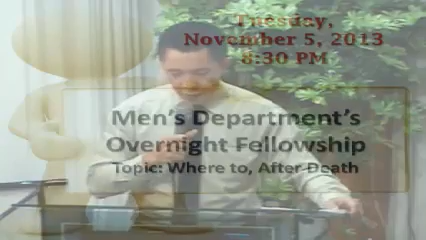 Tuesday,
November 5, 2013
8:30 PM
Men's Department's
Overnight Fellowship
Topic: Where to, After Death